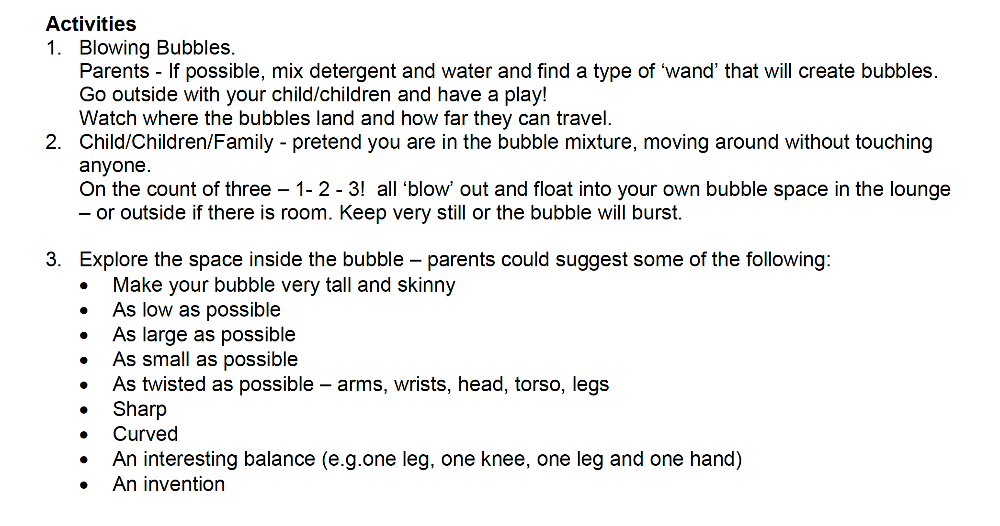 Activities
1. Blowing Bubbles.
Parents - If possible, mix detergent and water and find a type of ‘wand’ that will create bubbles.
Go outside with your child/children and have a play!
Watch where the bubbles land and how far they can travel.
2. Child/Children/Family - pretend you are in the bubble mixture, moving around without touching
anyone.
On the count of three – 1- 2 - 3!  all ‘blow’ out and float into your own bubble space in the lounge
– or outside if there is room. Keep very still or the bubble will burst.
3. Explore the space inside the bubble – parents could suggest some of the following:
• Make your bubble very tall and skinny
• As low as possible
• As large as possible
• As small as possible
• As twisted as possible – arms, wrists, head, torso, legs
• Sharp
• Curved
• An interesting balance (e.g.one leg, one knee, one leg and one hand)
• An invention